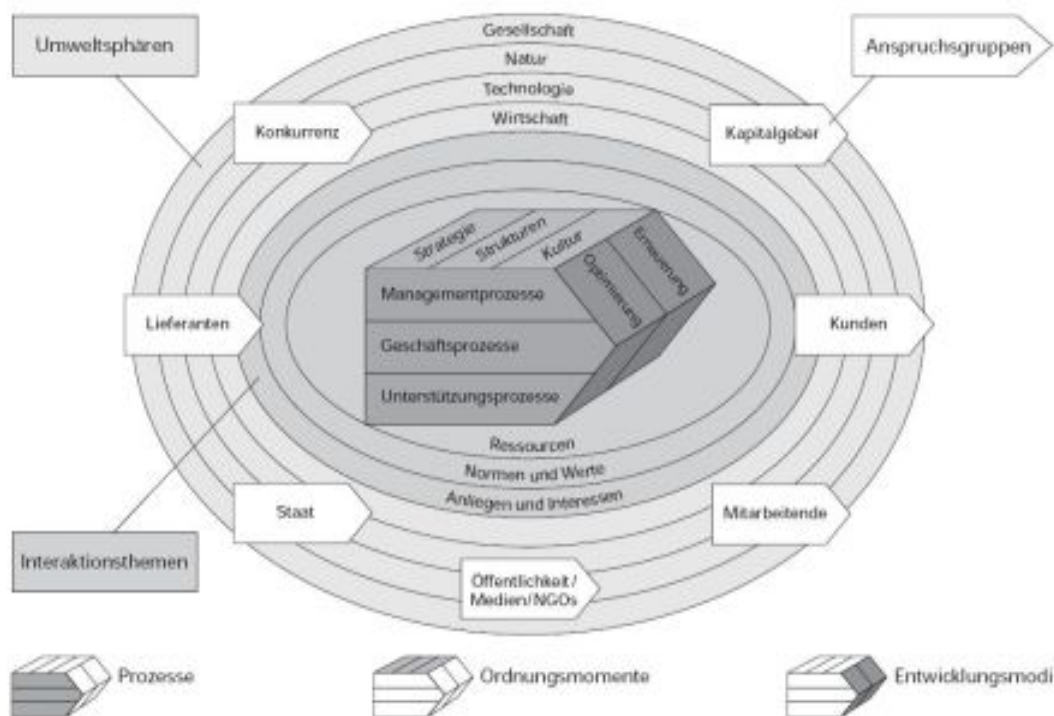 Umweltsphären
Gesellschaft
Anspruchsgruppen
Natur
Technologie
Konkurrenz
Wirtschaft
Kapitalgeber
Strategie
Strukturen
Kultur
Erneuerung
Optimierung
Managementprozesse
Lieferanten
Kunden
Geschäftsprozesse
Unterstützungsprozesse
Ressourcen
Normen und Werte
Anliegen und Interessen
Staat
Mitarbeitende
Interaktionsthemen
Öffentlichkeit/
Medien/NGOs
Prozesse
Ordnungsmomente
Entwicklungsmodi